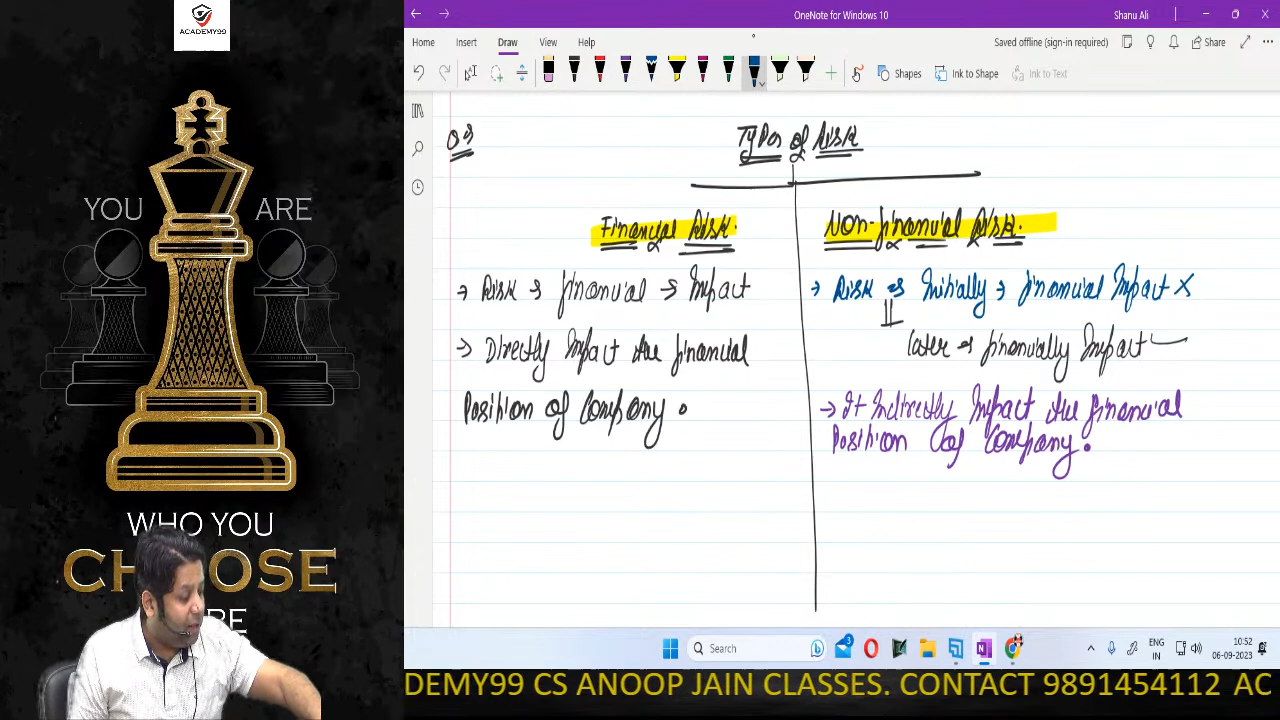 ACADEMY99
YOU ARE
WHO YOU
CH OSE
RE
OneNote for Windows 10
Shanu Ali
Home Insert Draw View Help
Saved offline (sign-in required)
Share
Shapes
Ink to Shape
Ink to Text
Q3
Types of Risk
Financial Risk.
→ Risk → financial → Impact
→ Directly Impact the financial
Position of Company.
Non-financial Risk.
→ Risk → Initially → financial Impact X
Later → financially Impact
→ It Indirectly Impact the financial
Position of Company.
Search
3
ENG
IN
10:52
06-09-2023
DEMY99 CS ANOOP JAIN CLASSES. CONTACT 9891454112 AC